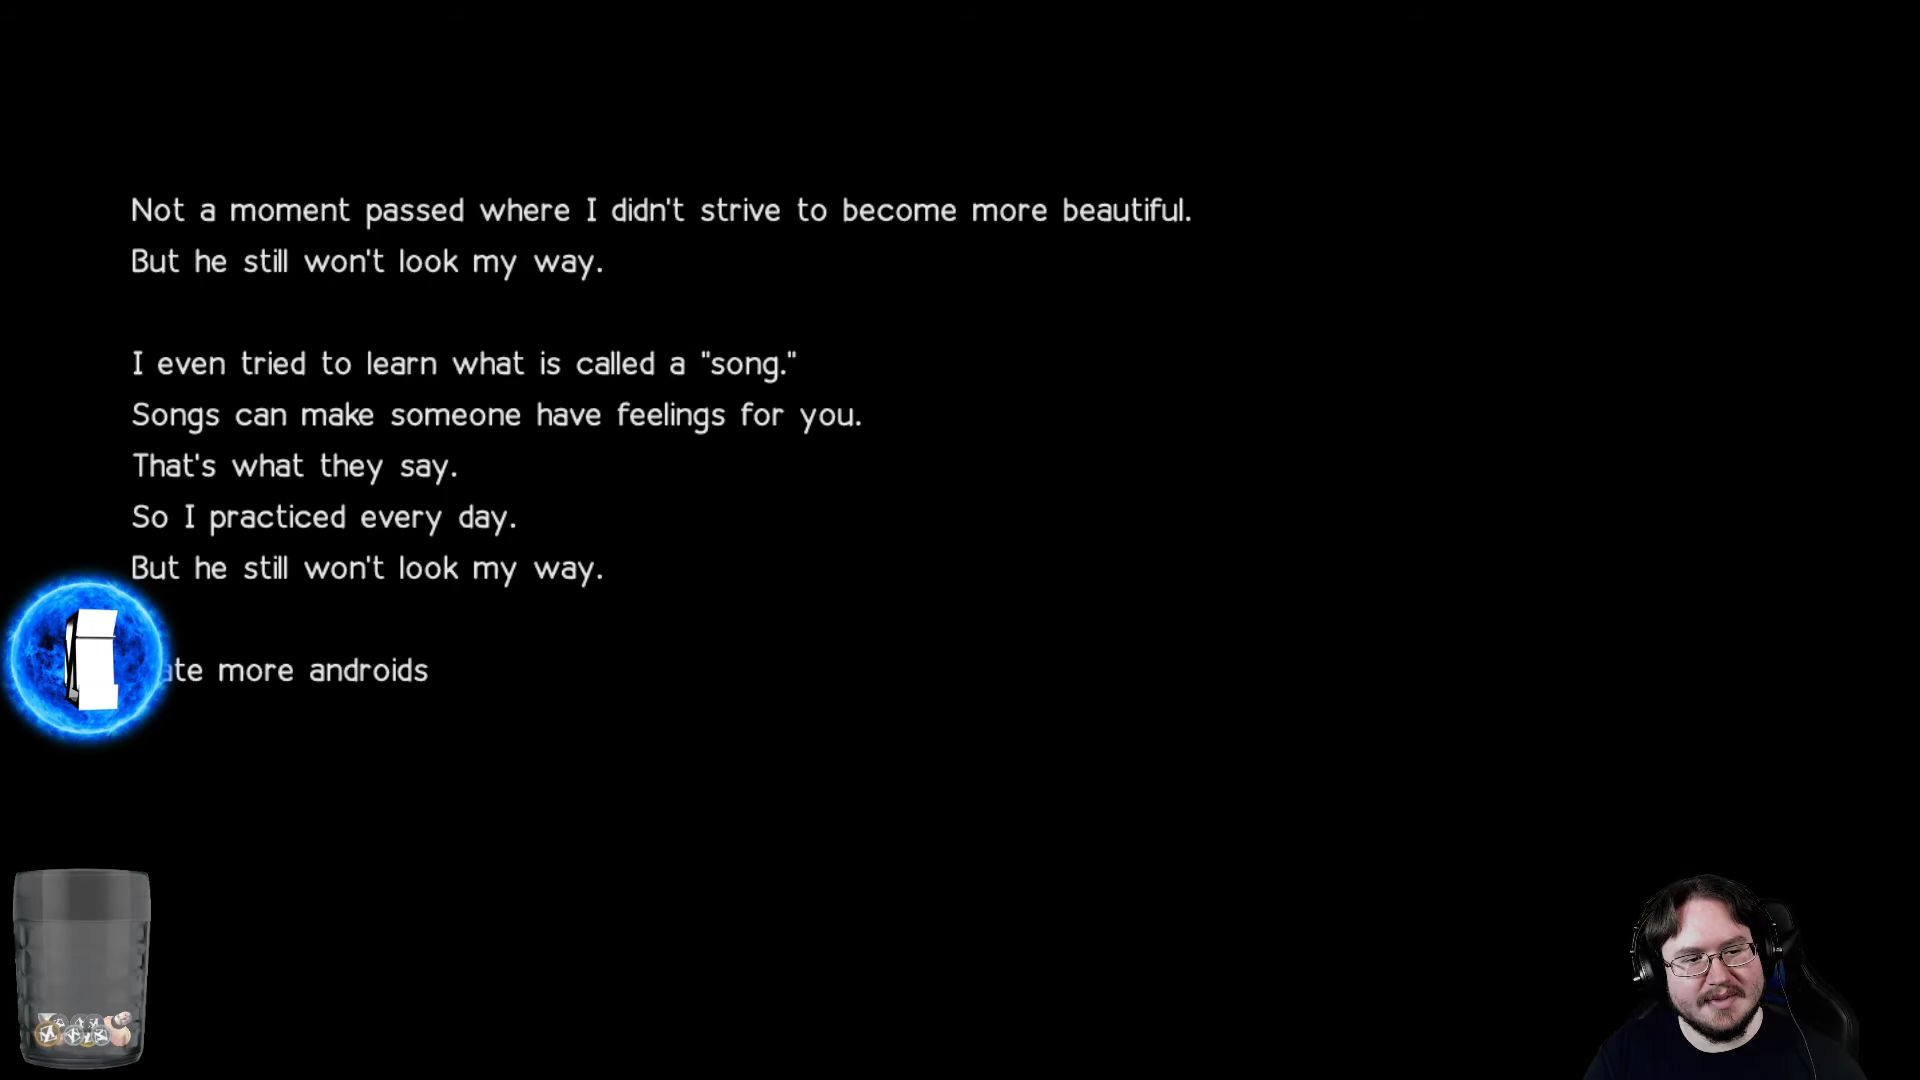 Not a moment passed where I didn't strive to become more beautiful.
But he still won't look my way.
I even tried to learn what is called a "song."
Songs can make someone have feelings for you.
That's what they say.
So I practiced every day.
But he still won't look my way.
more androids